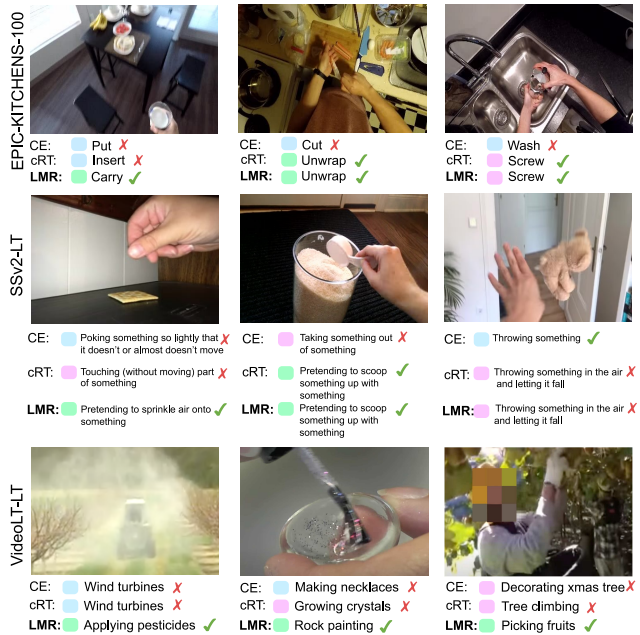 EPIC-KITCHENS-100
CE: Put ✗
cRT: Insert ✗
LMR: Carry ✓
CE: Cut ✗
cRT: Unwrap ✓
LMR: Unwrap ✓
CE: Wash ✗
cRT: Screw ✓
LMR: Screw ✓
SSv2-LT
CE: Poking something so lightly that ✗
it doesn't or almost doesn't move
cRT: Touching (without moving) part ✗
of something
LMR: Pretending to sprinkle air onto ✓
something
CE: Taking something out ✗
of something
cRT: Pretending to scoop ✓
something up with
something
LMR: Pretending to scoop ✓
something up with
something
CE: Throwing something ✓
cRT: Throwing something in the air ✗
and letting it fall
LMR: Throwing something in the air ✗
and letting it fall
VideoLT-LT
CE: Wind turbines ✗
cRT: Wind turbines ✗
LMR: Applying pesticides ✓
CE: Making necklaces ✗
cRT: Growing crystals ✗
LMR: Rock painting ✓
CE: Decorating xmas tree ✗
cRT: Tree climbing ✗
LMR: Picking fruits ✓